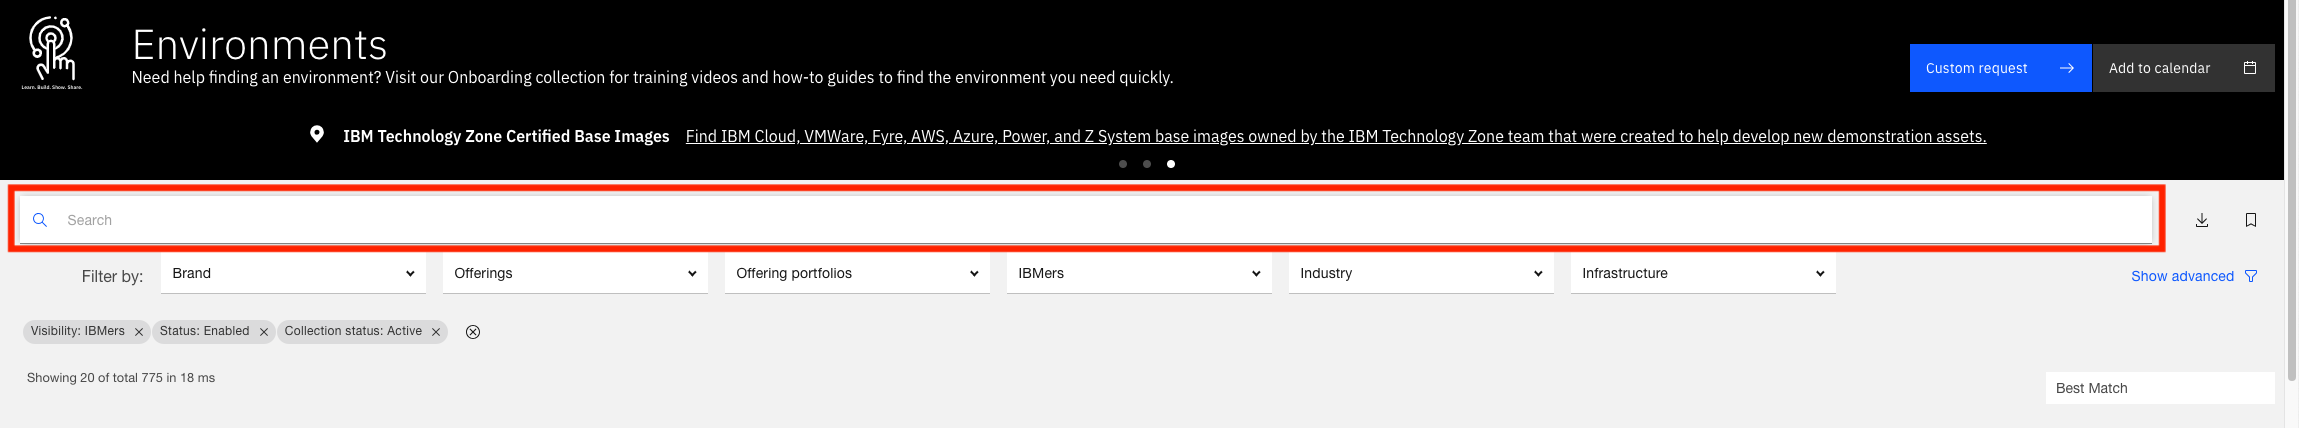 Learn. Build. Show. Share.
Environments
Need help finding an environment? Visit our Onboarding collection for training videos and how-to guides to find the environment you need quickly.
Custom request
Add to calendar
IBM Technology Zone Certified Base Images Find IBM Cloud, VMWare, Fyre, AWS, Azure, Power, and Z System base images owned by the IBM Technology Zone team that were created to help develop new demonstration assets.
Search
Filter by: Brand Offerings Offering portfolios IBMers Industry Infrastructure Show advanced
Visibility: IBMers Status: Enabled Collection status: Active
Showing 20 of total 775 in 18 ms
Best Match